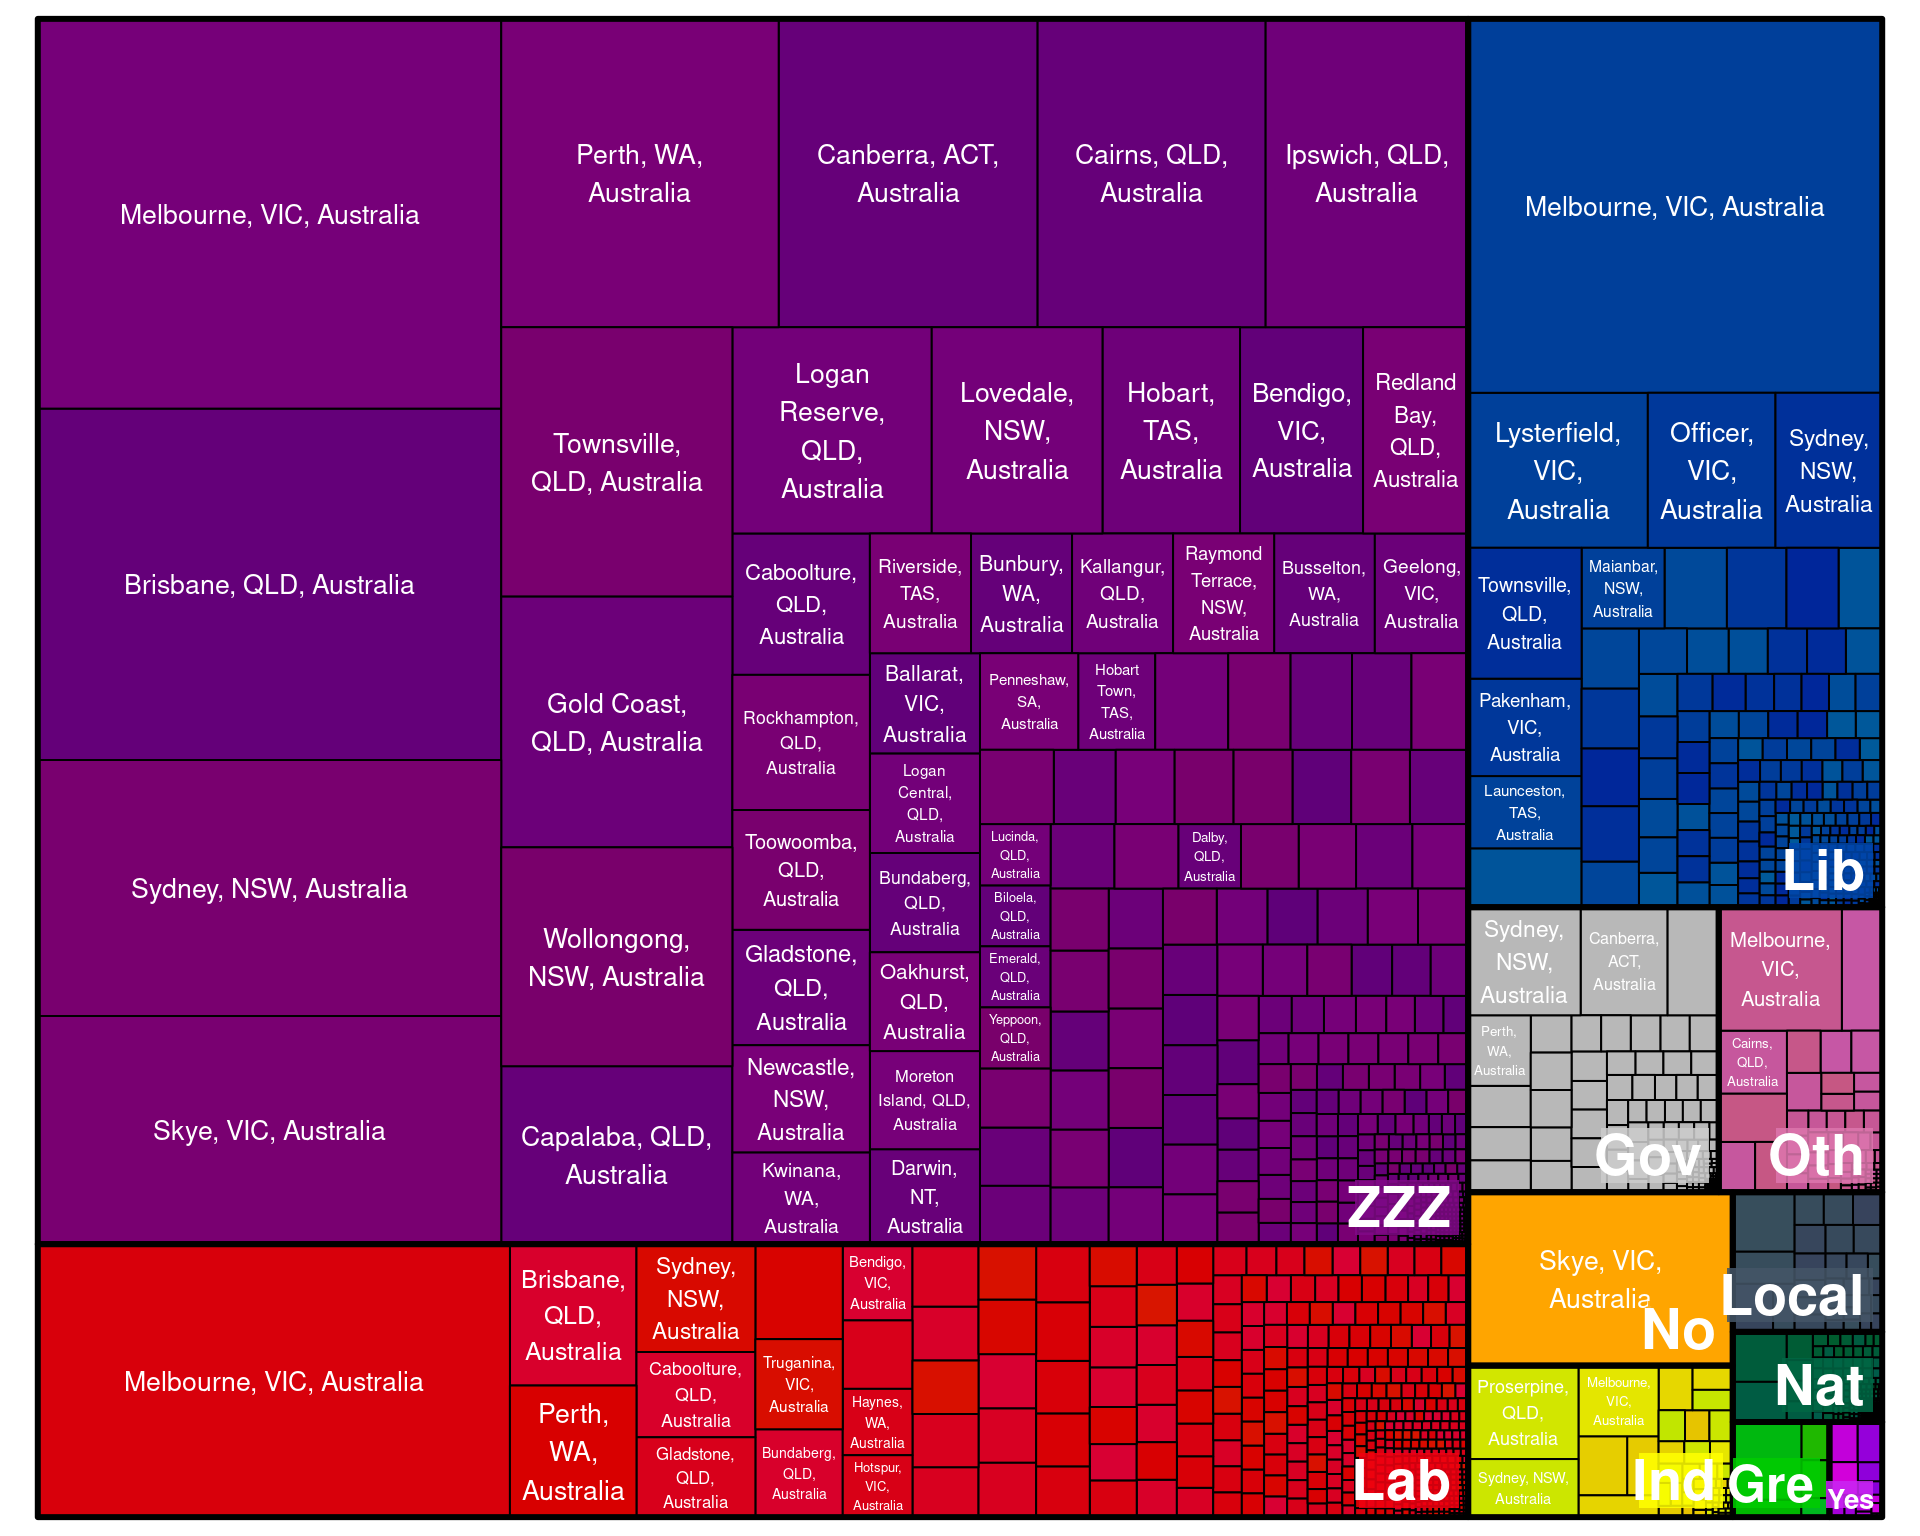 Melbourne, VIC, Australia
Brisbane, QLD, Australia
Sydney, NSW, Australia
Skye, VIC, Australia
Perth, WA,
Australia
Canberra, ACT,
Australia
Cairns, QLD,
Australia
Ipswich, QLD,
Australia
Townsville,
QLD, Australia
Gold Coast,
QLD, Australia
Wollongong,
NSW, Australia
Capalaba, QLD,
Australia
Logan
Reserve,
QLD,
Australia
Lovedale,
NSW,
Australia
Hobart,
TAS,
Australia
Bendigo,
VIC,
Australia
Redland
Bay,
QLD,
Australia
Caboolture,
QLD,
Australia
Rockhampton,
QLD,
Australia
Toowoomba,
QLD,
Australia
Gladstone,
QLD,
Australia
Newcastle,
NSW,
Australia
Kwinana,
WA,
Australia
Riverside,
TAS,
Australia
Bunbury,
WA,
Australia
Kallangur,
QLD,
Australia
Raymond
Terrace,
NSW,
Australia
Busselton,
WA,
Australia
Geelong,
VIC,
Australia
Ballarat,
VIC,
Australia
Logan
Central,
QLD,
Australia
Bundaberg,
QLD,
Australia
Oakhurst,
QLD,
Australia
Moreton
Island, QLD,
Australia
Darwin,
NT,
Australia
Penneshaw,
SA,
Australia
Hobart
Town,
TAS,
Australia
Lucinda,
QLD,
Australia
Biloela,
QLD,
Australia
Emerald,
QLD,
Australia
Yeppoon,
QLD,
Australia
Dalby,
QLD,
Australia
ZZZ
Melbourne, VIC, Australia
Brisbane,
QLD,
Australia
Perth,
WA,
Australia
Sydney,
NSW,
Australia
Caboolture,
QLD,
Australia
Gladstone,
QLD,
Australia
Truganina,
VIC,
Australia
Bundaberg,
QLD,
Australia
Bendigo,
VIC,
Australia
Haynes,
WA,
Australia
Hotspur,
VIC,
Australia
Lab
Melbourne, VIC, Australia
Lysterfield,
VIC,
Australia
Officer,
VIC,
Australia
Sydney,
NSW,
Australia
Townsville,
QLD,
Australia
Pakenham,
VIC,
Australia
Launceston,
TAS,
Australia
Maianbar,
NSW,
Australia
Lib
Sydney,
NSW,
Australia
Canberra,
ACT,
Australia
Perth,
WA,
Australia
Gov
Melbourne,
VIC,
Australia
Cairns,
QLD,
Australia
Oth
Skye, VIC,
Australia
No
Local
Nat
Proserpine,
QLD,
Australia
Sydney, NSW,
Australia
Melbourne,
VIC,
Australia
Ind
Gre
Yes